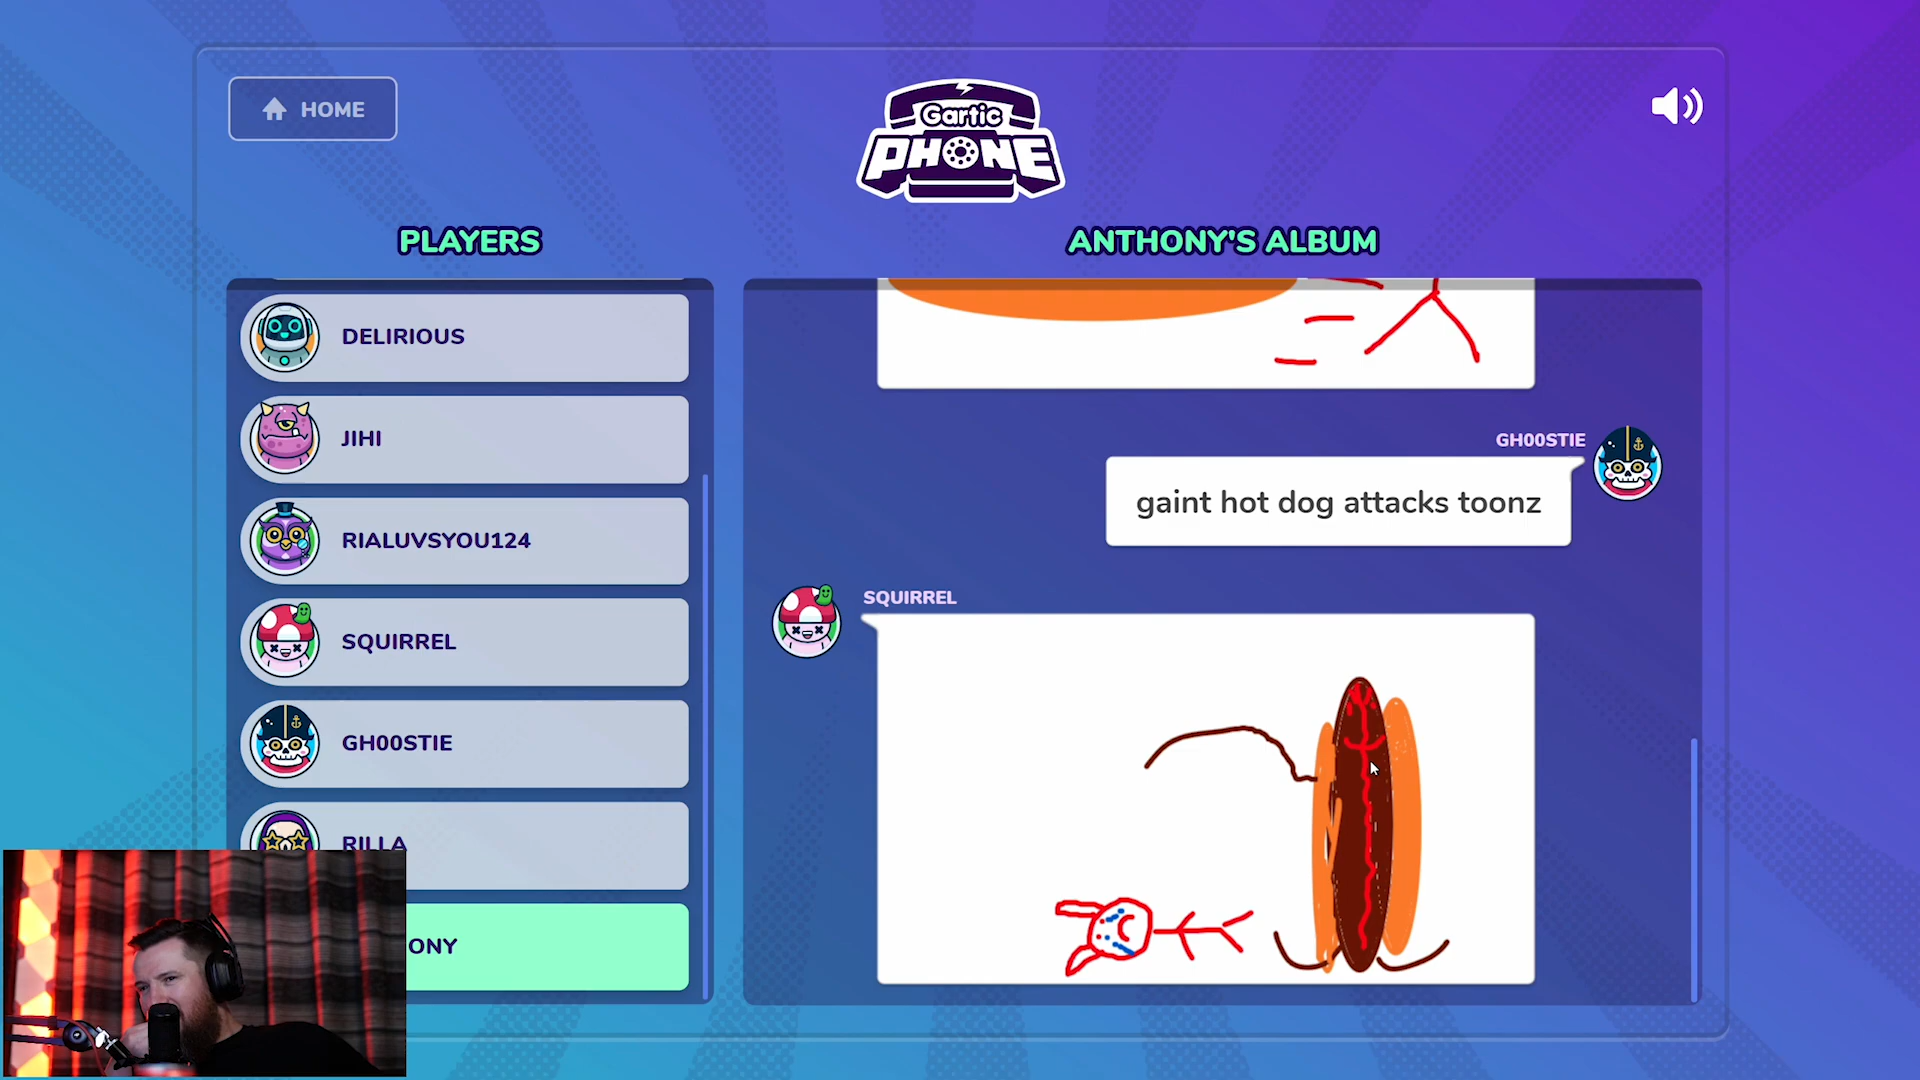 HOME
Gartic
PHONE
PLAYERS
ANTHONY'S ALBUM
DELIRIOUS
JIHI
RIALUVSYOU124
SQUIRREL
GH00STIE
RILLA
ONY
GH00STIE
gaint hot dog attacks toonz
SQUIRREL